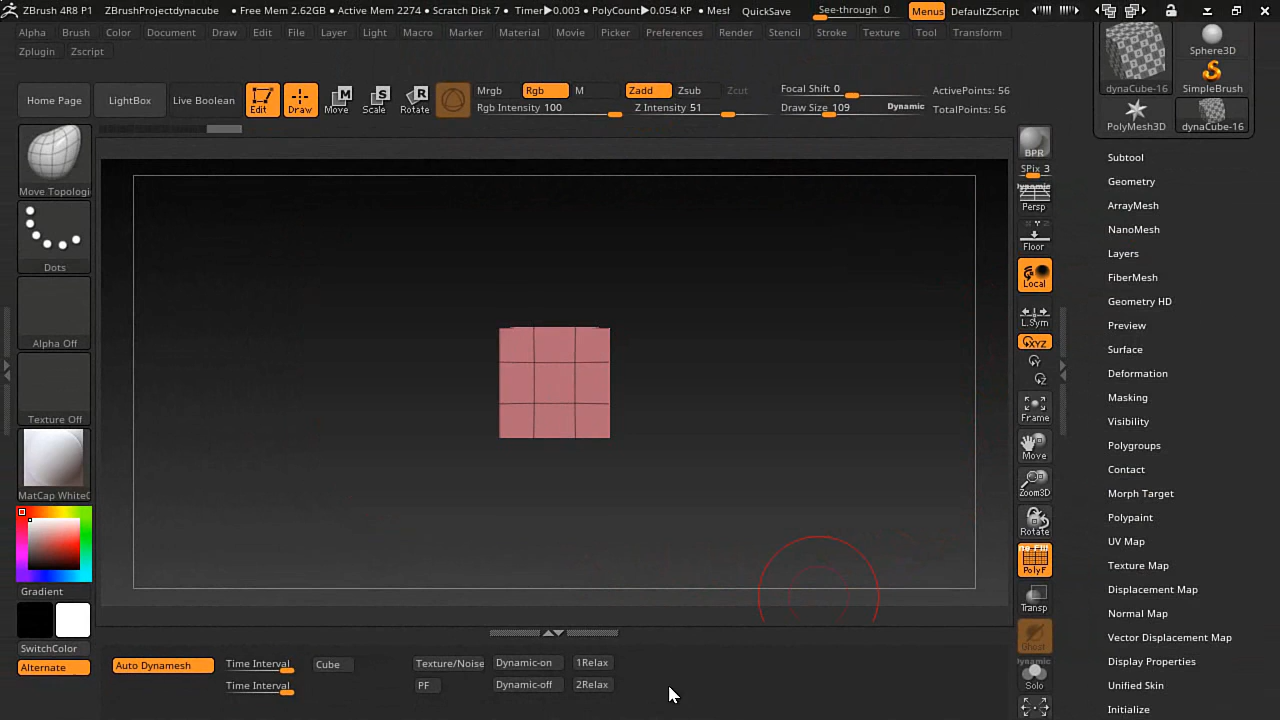 ZBrush 4R8 P1 ZBrushProjectdynacube • Free Mem 2.62GB • Active Mem 2274 • Scratch Disk 7 • Timer▶0.003 • PolyCount▶0.054 KP • Mesh QuickSave See-through 0 Menus DefaultZScript
Alpha Brush Color Document Draw Edit File Layer Light Macro Marker Material Movie Picker Preferences Render Stencil Stroke Texture Tool Transform
Zplugin Zscript
Home Page LightBox Live Boolean Edit Draw Move Scale Rotate
Mrgb Rgb M Zadd Zsub Zcut Focal Shift 0 ActivePoints: 56
Rgb Intensity 100 Z Intensity 51 Draw Size 109 Dynamic TotalPoints: 56
Sphere3D
dynaCube-16 SimpleBrush
PolyMesh3D dynaCube-16
Move Topologi
Dots
Alpha Off
Texture Off
MatCap WhiteC
Gradient
SwitchColor
Alternate
BPR
SPix 3
Dynamic
Persp
Floor
Local
L.Sym
XYZ
Y
Z
Frame
Move
Zoom3D
Rotate
PolyF
Transp
Ghost
Dynamic
Solo
Subtool
Geometry
ArrayMesh
NanoMesh
Layers
FiberMesh
Geometry HD
Preview
Surface
Deformation
Masking
Visibility
Polygroups
Contact
Morph Target
Polypaint
UV Map
Texture Map
Displacement Map
Normal Map
Vector Displacement Map
Display Properties
Unified Skin
Initialize
Auto Dynamesh Time Interval Cube Texture/Noise Dynamic-on 1Relax
Time Interval PF Dynamic-off 2Relax